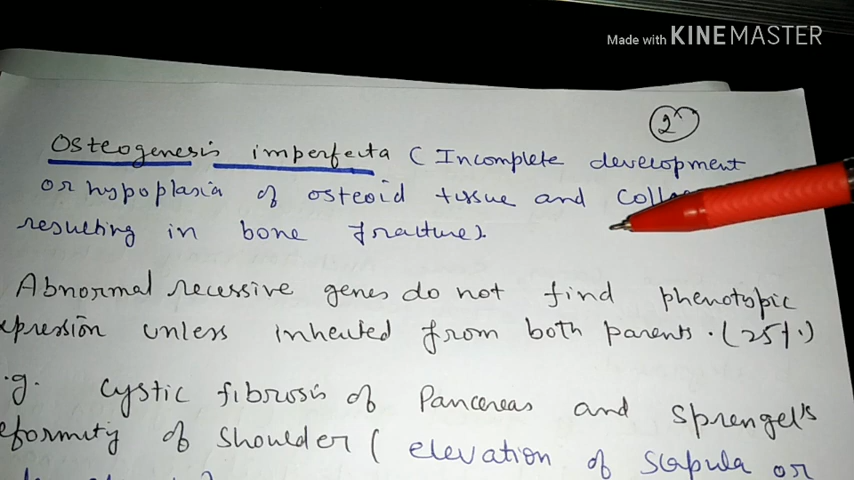 Made with KINEMASTER
2
Osteogenesis imperfecta ( Incomplete development
or hypoplasia of osteoid tissue and
resulting in bone fracture).
Abnormal recessive genes do not find phenotypic
xpression unless inherited from both parents. (25%)
.g. Cystic fibrosis of Pancreas and Sprengel's
eformity of Shoulder ( elevation of Scapula or